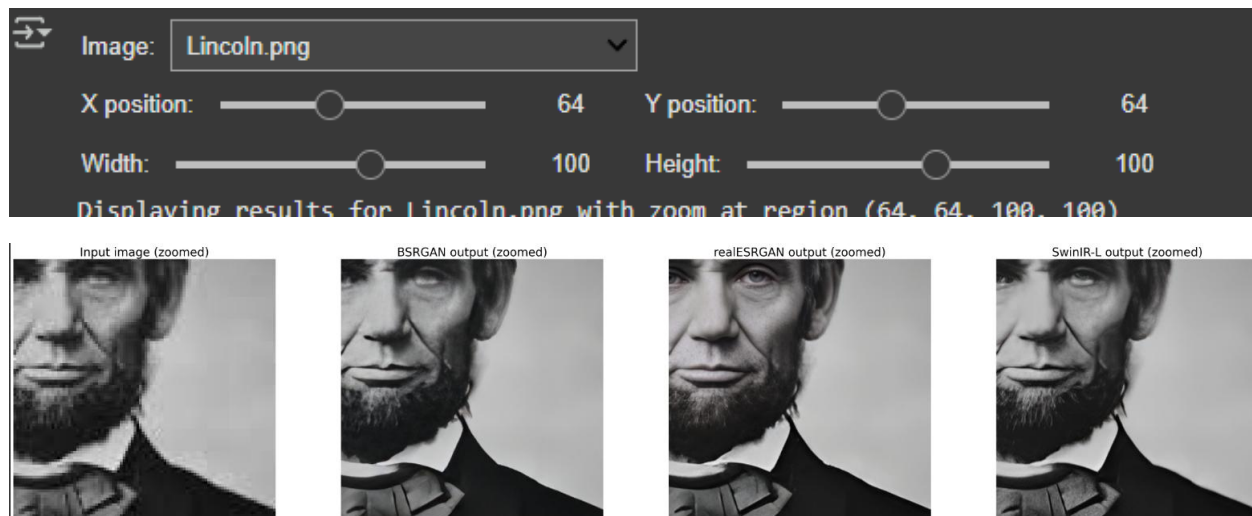 Image: Lincoln.png
X position: 64 Y position: 64
Width: 100 Height: 100
Displaying results for Lincoln.png with zoom at region (64, 64, 100, 100)
Input image (zoomed) BSRGAN output (zoomed) realESRGAN output (zoomed) SwinIR-L output (zoomed)